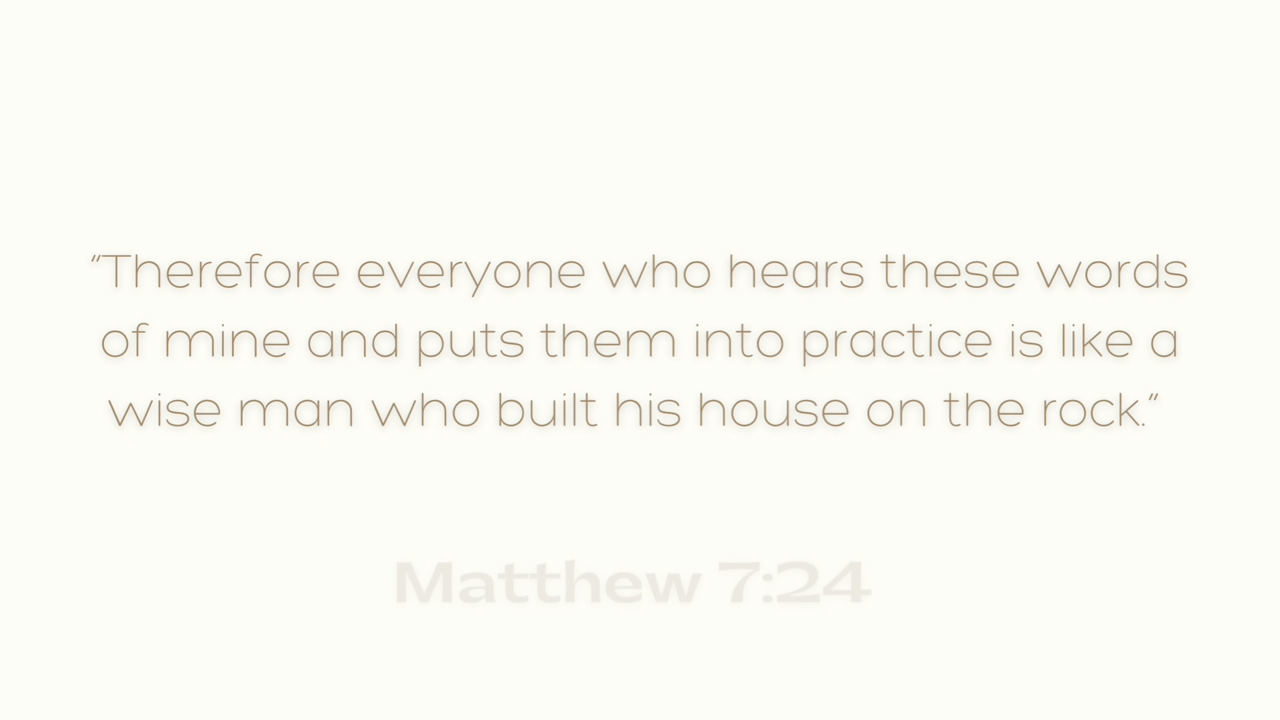 “Therefore everyone who hears these words
of mine and puts them into practice is like a
wise man who built his house on the rock.”
Matthew 7:24